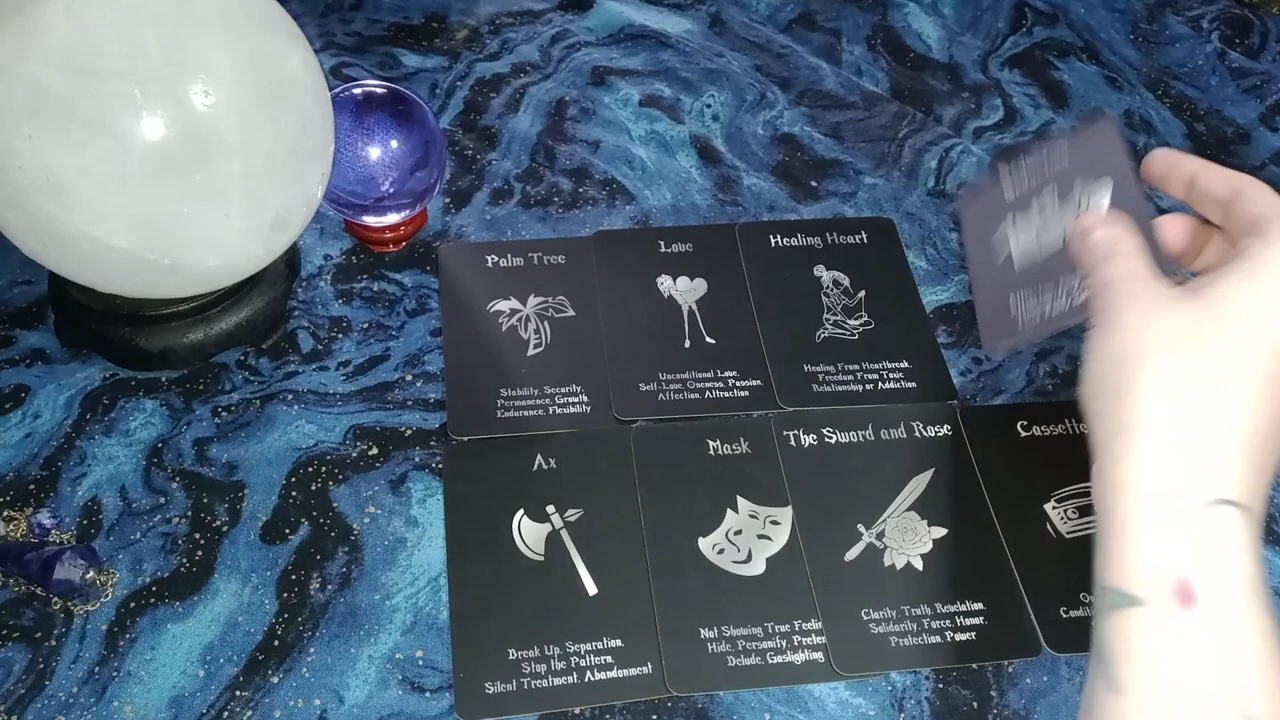 Palm Tree
Stability, Security,
Permanence, Growth,
Endurance, Flexibility
Love
Unconditional Love,
Self-Love, Oneness, Passion,
Affection, Attraction
Healing Heart
Healing From Heartbreak,
Freedom From Toxic
Relationship or Addiction
Ax
Break Up, Separation,
Stop the Pattern,
Silent Treatment, Abandonment
Mask
Not Showing True Feelin
Hide, Personify, Preten
Delude, Gaslighting
The Sword and Rose
Clarity, Truth, Revelation,
Solidarity, Force, Honor,
Protection, Power
Cassette